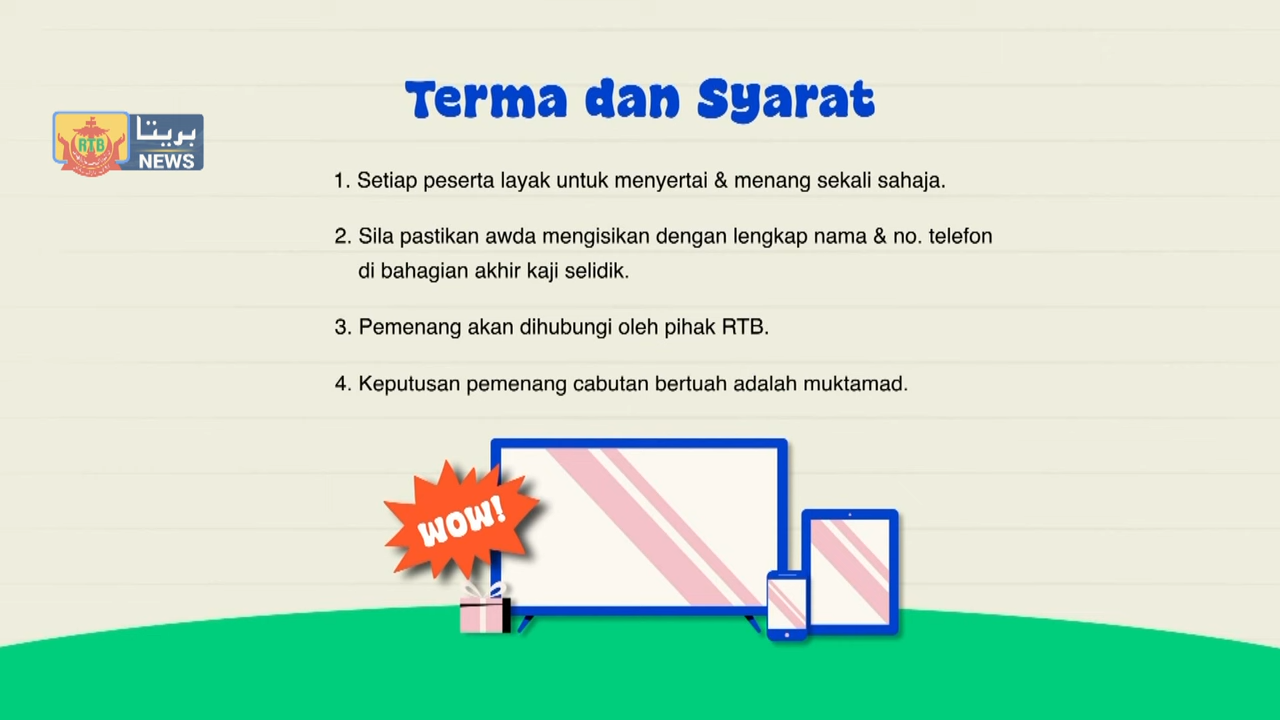 Terma dan Syarat
RTB
بريتا
NEWS
1. Setiap peserta layak untuk menyertai & menang sekali sahaja.
2. Sila pastikan awda mengisikan dengan lengkap nama & no. telefon
di bahagian akhir kaji selidik.
3. Pemenang akan dihubungi oleh pihak RTB.
4. Keputusan pemenang cabutan bertuah adalah muktamad.
WOW!